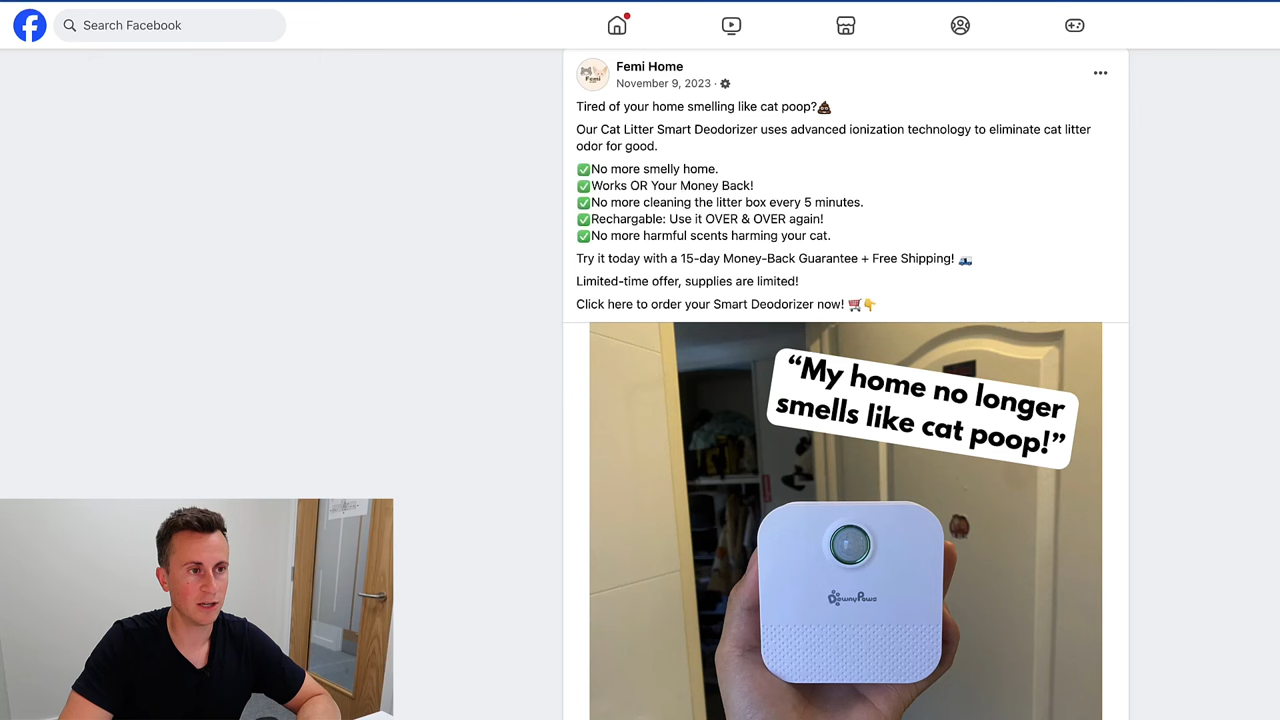 Search Facebook
Femi Home
November 9, 2023 ·
Tired of your home smelling like cat poop?💩
Our Cat Litter Smart Deodorizer uses advanced ionization technology to eliminate cat litter
odor for good.
✅No more smelly home.
✅Works OR Your Money Back!
✅No more cleaning the litter box every 5 minutes.
✅Rechargable: Use it OVER & OVER again!
✅No more harmful scents harming your cat.
Try it today with a 15-day Money-Back Guarantee + Free Shipping! 🚚
Limited-time offer, supplies are limited!
Click here to order your Smart Deodorizer now! 🛒👇
“My home no longer
smells like cat poop!”
DownyPaws